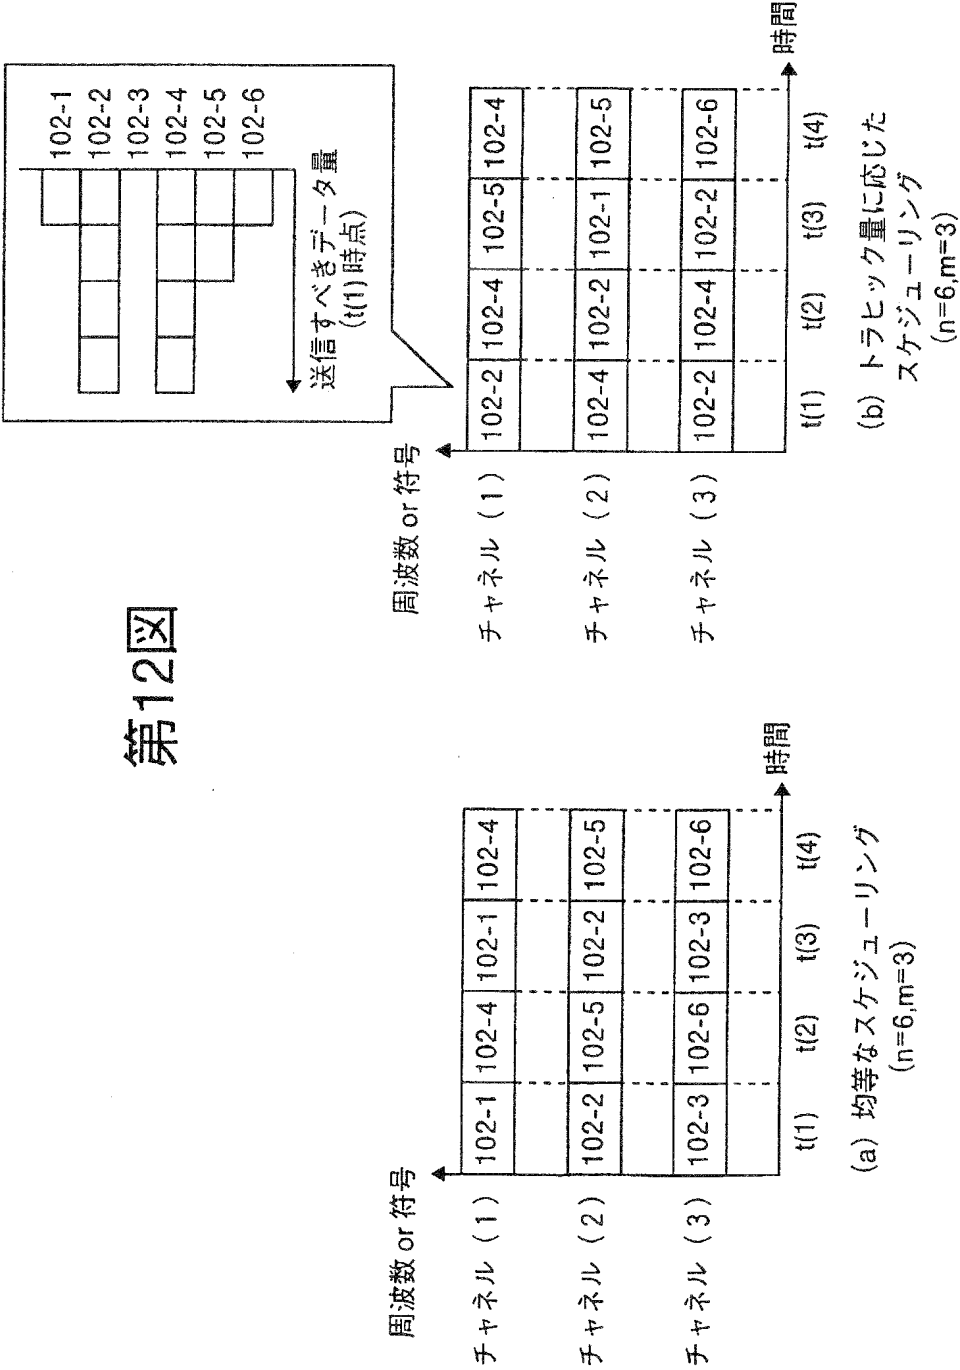 第12図
周波数 or 符号
チャネル（1） 102-1 102-4 102-1 102-4
チャネル（2） 102-2 102-5 102-2 102-5
チャネル（3） 102-3 102-6 102-3 102-6
時間
t(1) t(2) t(3) t(4)
(a) 均等なスケジューリング
(n=6,m=3)
102-1
102-2
102-3
102-4
102-5
102-6
送信すべきデータ量
(t(1) 時点)
周波数 or 符号
チャネル（1） 102-2 102-4 102-5 102-4
チャネル（2） 102-4 102-2 102-1 102-5
チャネル（3） 102-2 102-4 102-2 102-6
時間
t(1) t(2) t(3) t(4)
(b) トラヒック量に応じた
スケジューリング
(n=6,m=3)